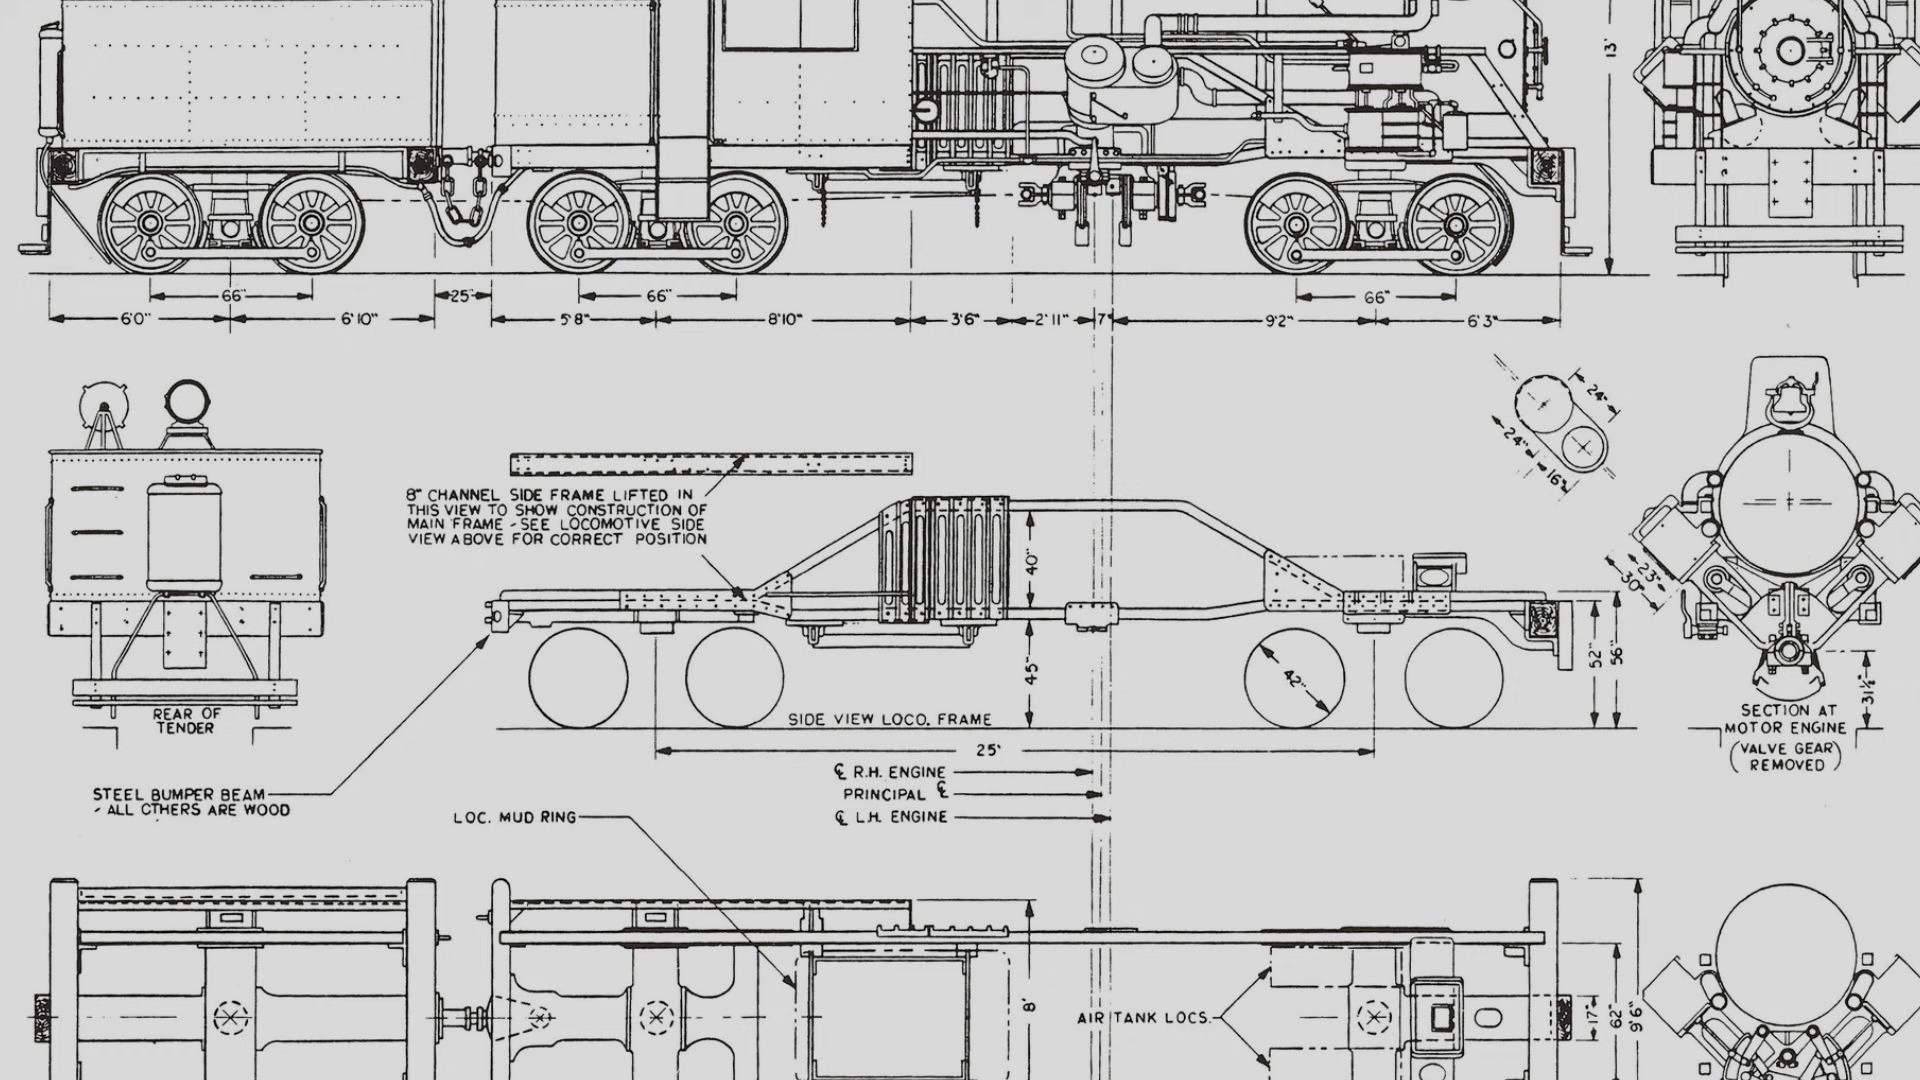 13'
66"
25"
66"
66"
6'0"
6'10"
5'8"
8'10"
3'6"
2'11"
7"
9'2"
6'3"
24"
24"
16"
8" CHANNEL SIDE FRAME LIFTED IN
THIS VIEW TO SHOW CONSTRUCTION OF
MAIN FRAME - SEE LOCOMOTIVE SIDE
VIEW ABOVE FOR CORRECT POSITION
40"
45"
42"
52"
56"
23"
30"
31½"
REAR OF
TENDER
SIDE VIEW LOCO. FRAME
25'
SECTION AT
MOTOR ENGINE
(VALVE GEAR
REMOVED)
STEEL BUMPER BEAM
- ALL OTHERS ARE WOOD
℄ R.H. ENGINE
PRINCIPAL ℄
℄ L.H. ENGINE
LOC. MUD RING
8'
AIR TANK LOCS.
17"
62"
9'6"